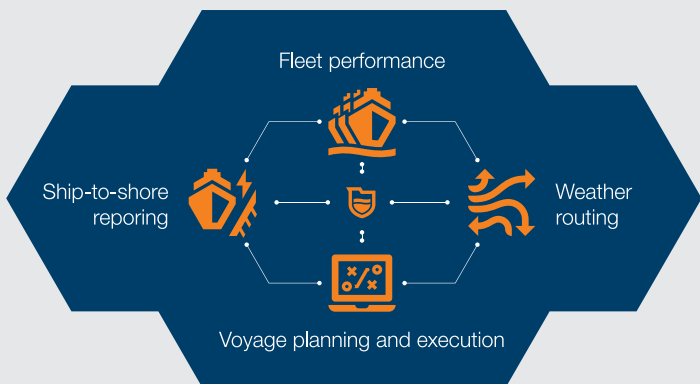 Fleet performance
Ship-to-shore
reporing
Weather
routing
Voyage planning and execution